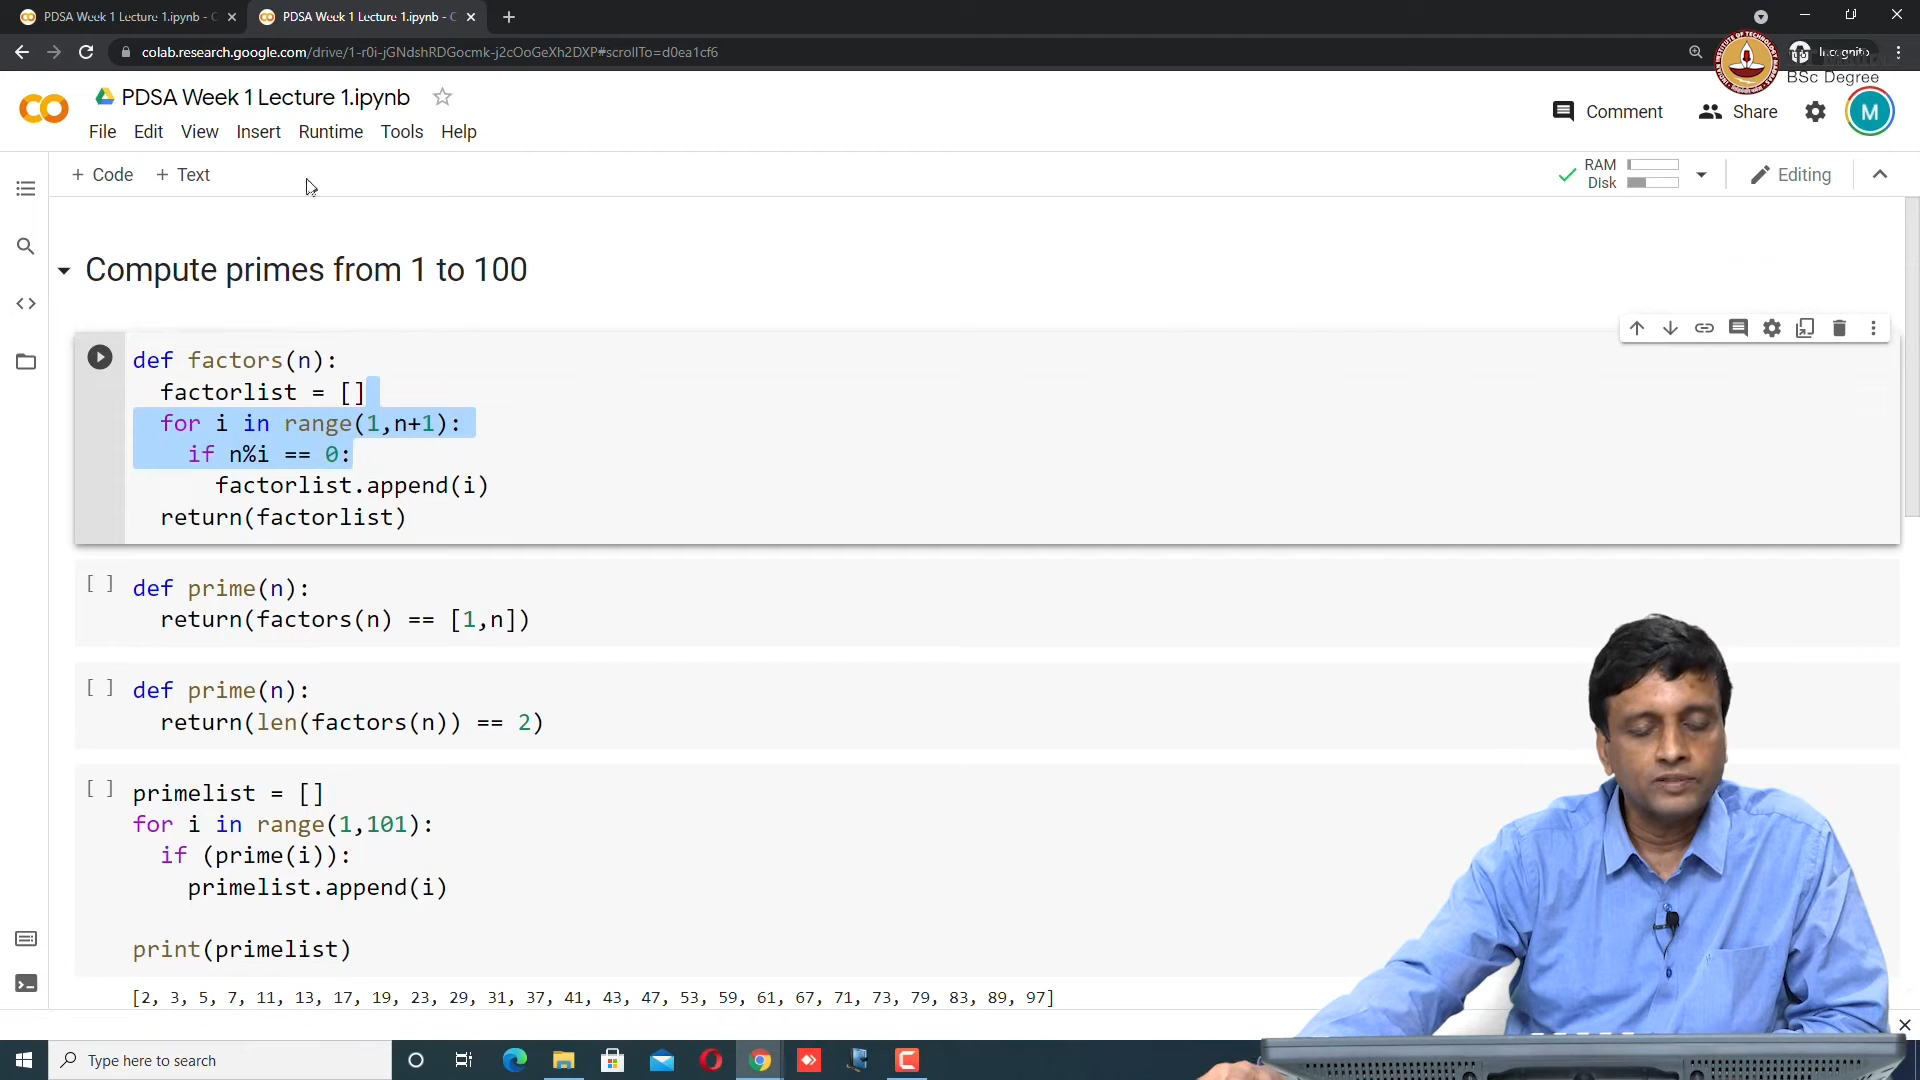 PDSA Week 1 Lecture 1.ipynb - C
PDSA Week 1 Lecture 1.ipynb - C
colab.research.google.com/drive/1-r0i-jGNdshRDGocmk-j2cOoGeXh2DXP#scrollTo=d0ea1cf6
Incognito
BSc Degree
PDSA Week 1 Lecture 1.ipynb
File Edit View Insert Runtime Tools Help
Comment Share M
+ Code + Text
RAM
Disk
Editing
Compute primes from 1 to 100
def factors(n):
factorlist = []
for i in range(1,n+1):
if n%i == 0:
factorlist.append(i)
return(factorlist)
[ ] def prime(n):
return(factors(n) == [1,n])
[ ] def prime(n):
return(len(factors(n)) == 2)
[ ] primelist = []
for i in range(1,101):
if (prime(i)):
primelist.append(i)
print(primelist)
[2, 3, 5, 7, 11, 13, 17, 19, 23, 29, 31, 37, 41, 43, 47, 53, 59, 61, 67, 71, 73, 79, 83, 89, 97]
Type here to search